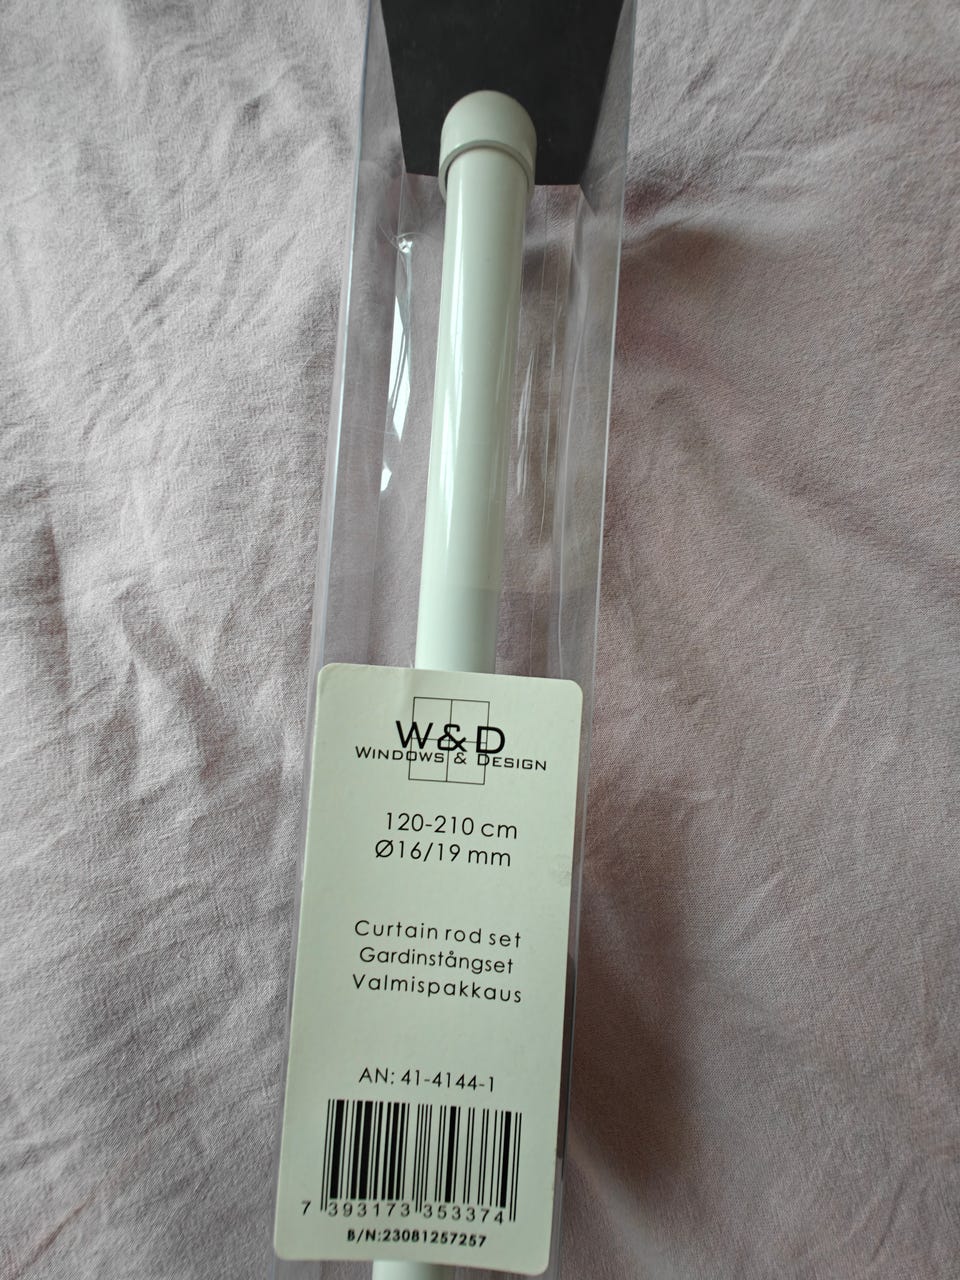 W&D
WINDOWS & DESIGN
120-210 cm
Ø16/19 mm
Curtain rod set
Gardinstångset
Valmispakkaus
AN: 41-4144-1
7 393173 353374
B/N:23081257257